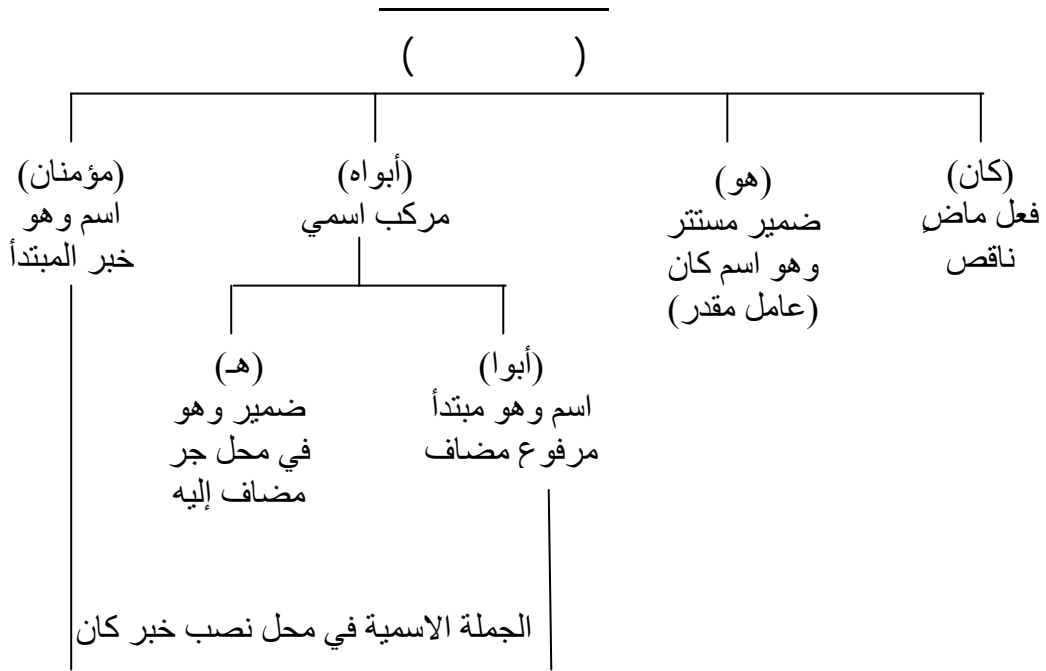 (        )
(كان)
فعل ماضٍ
ناقص
(هو)
ضمير مستتر
وهو اسم كان
(عامل مقدر)
(أبواه)
مركب اسمي
(مؤمنان)
اسم وهو
خبر المبتدأ
(أبوا)
اسم وهو مبتدأ
مرفوع مضاف
(هـ)
ضمير وهو
في محل جر
مضاف إليه
الجملة الاسمية في محل نصب خبر كان